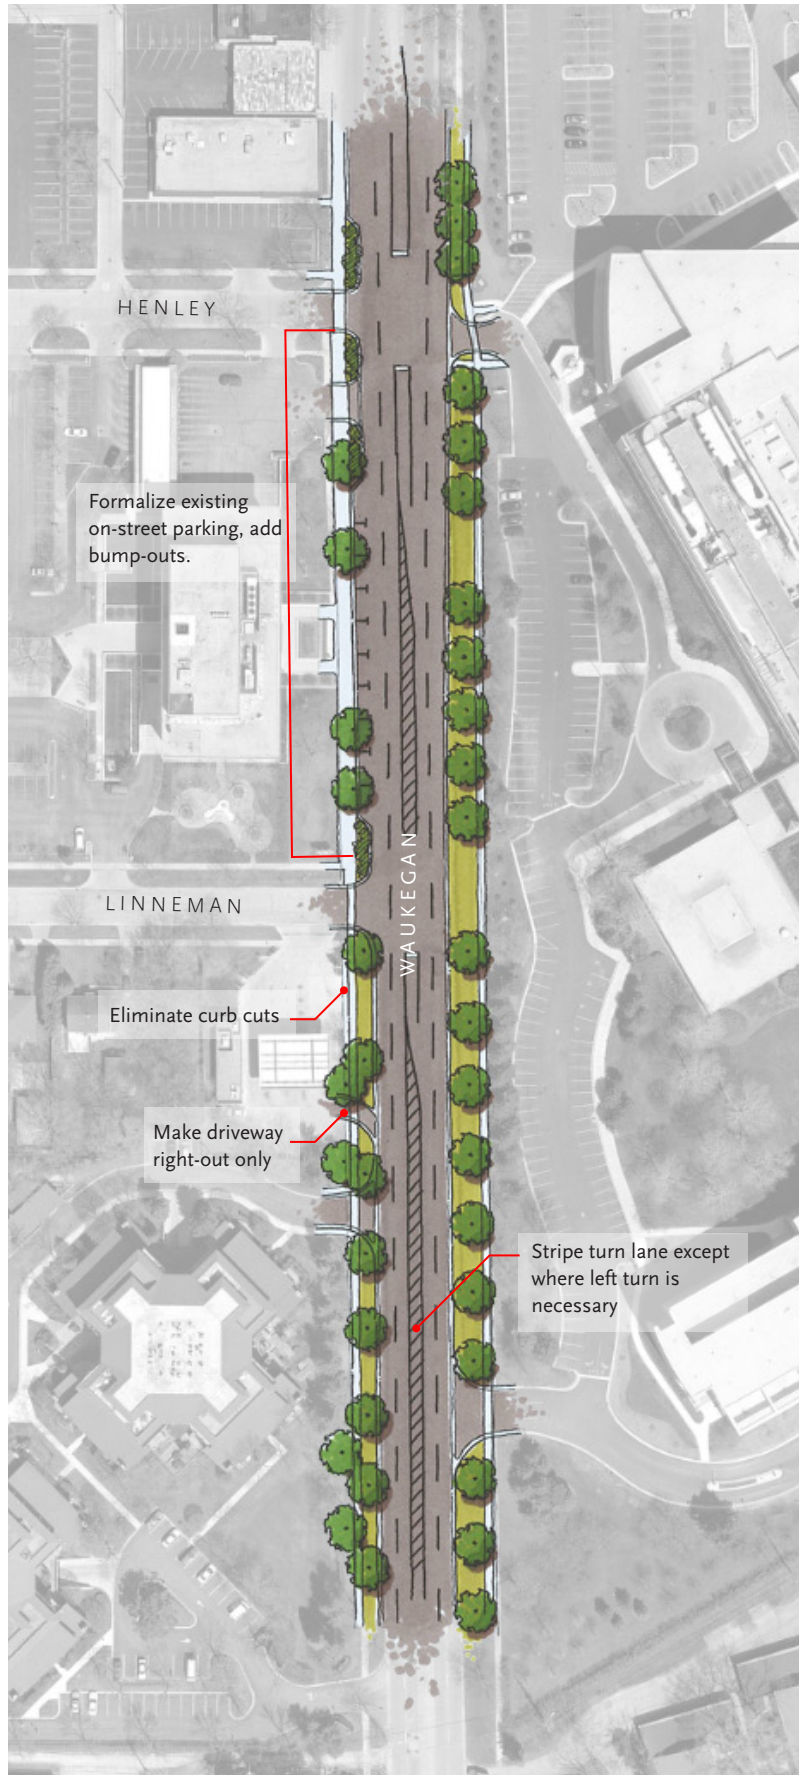 HENLEY
Formalize existing
on-street parking, add
bump-outs.
WAUKEGAN
LINNEMAN
Eliminate curb cuts
Make driveway
right-out only
Stripe turn lane except
where left turn is
necessary